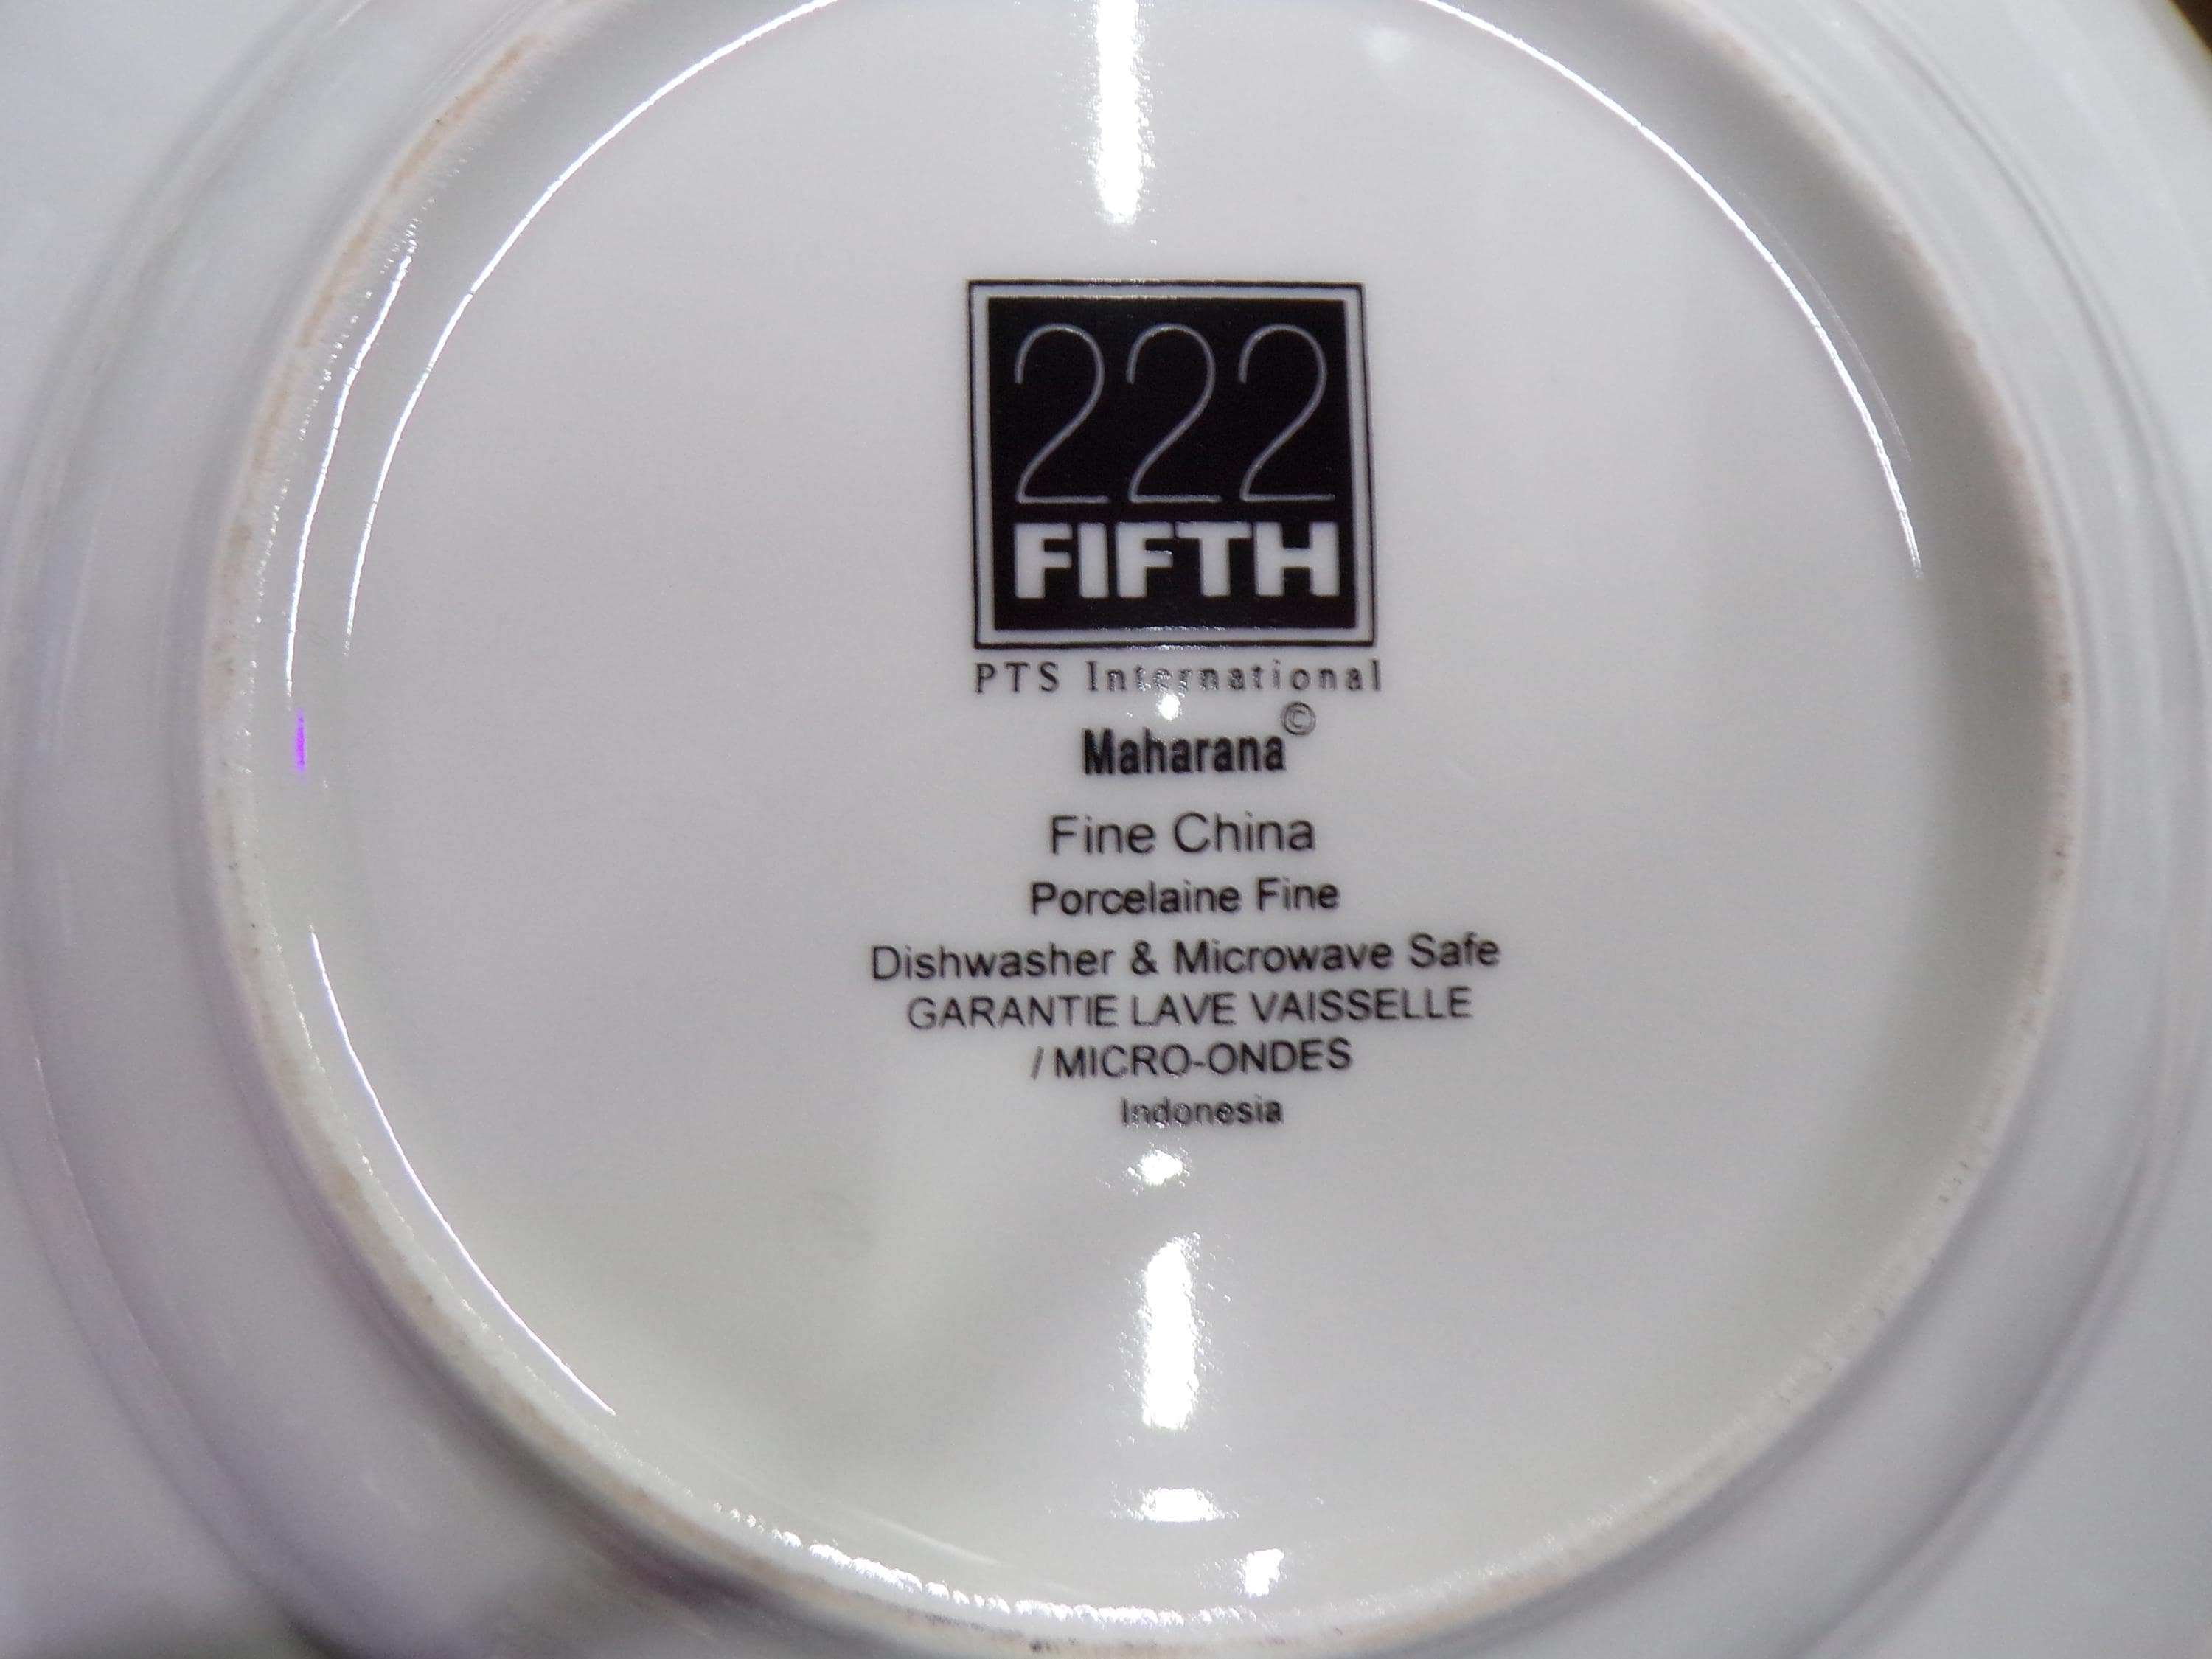 222
FIFTH
PTS International
Maharana©
Fine China
Porcelaine Fine
Dishwasher & Microwave Safe
GARANTIE LAVE VAISSELLE
/ MICRO-ONDES
Indonesia